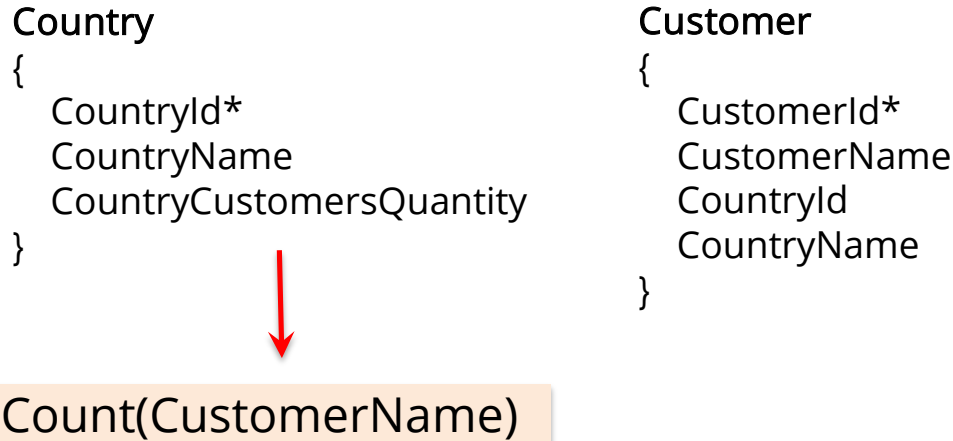 Country
{
CountryId*
CountryName
CountryCustomersQuantity
}
Customer
{
CustomerId*
CustomerName
CountryId
CountryName
}
Count(CustomerName)